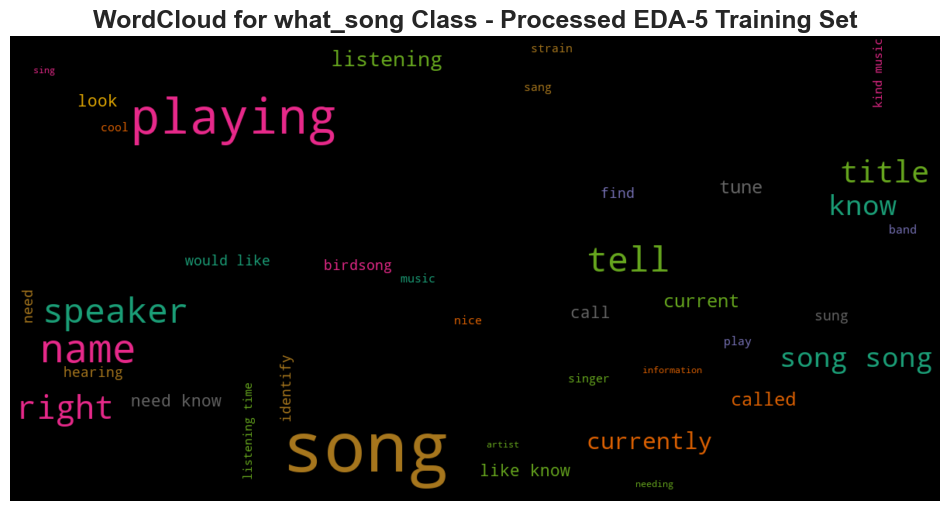 WordCloud for what_song Class - Processed EDA-5 Training Set
strain
listening
kind music
sing
sang
look
playing
cool
title
tune
find
know
band
would like
tell
birdsong
music
need
current
speaker
call
sung
nice
name
play
song song
hearing
information
singer
identify
called
right
need know
listening time
song
currently
artist
like know
needing